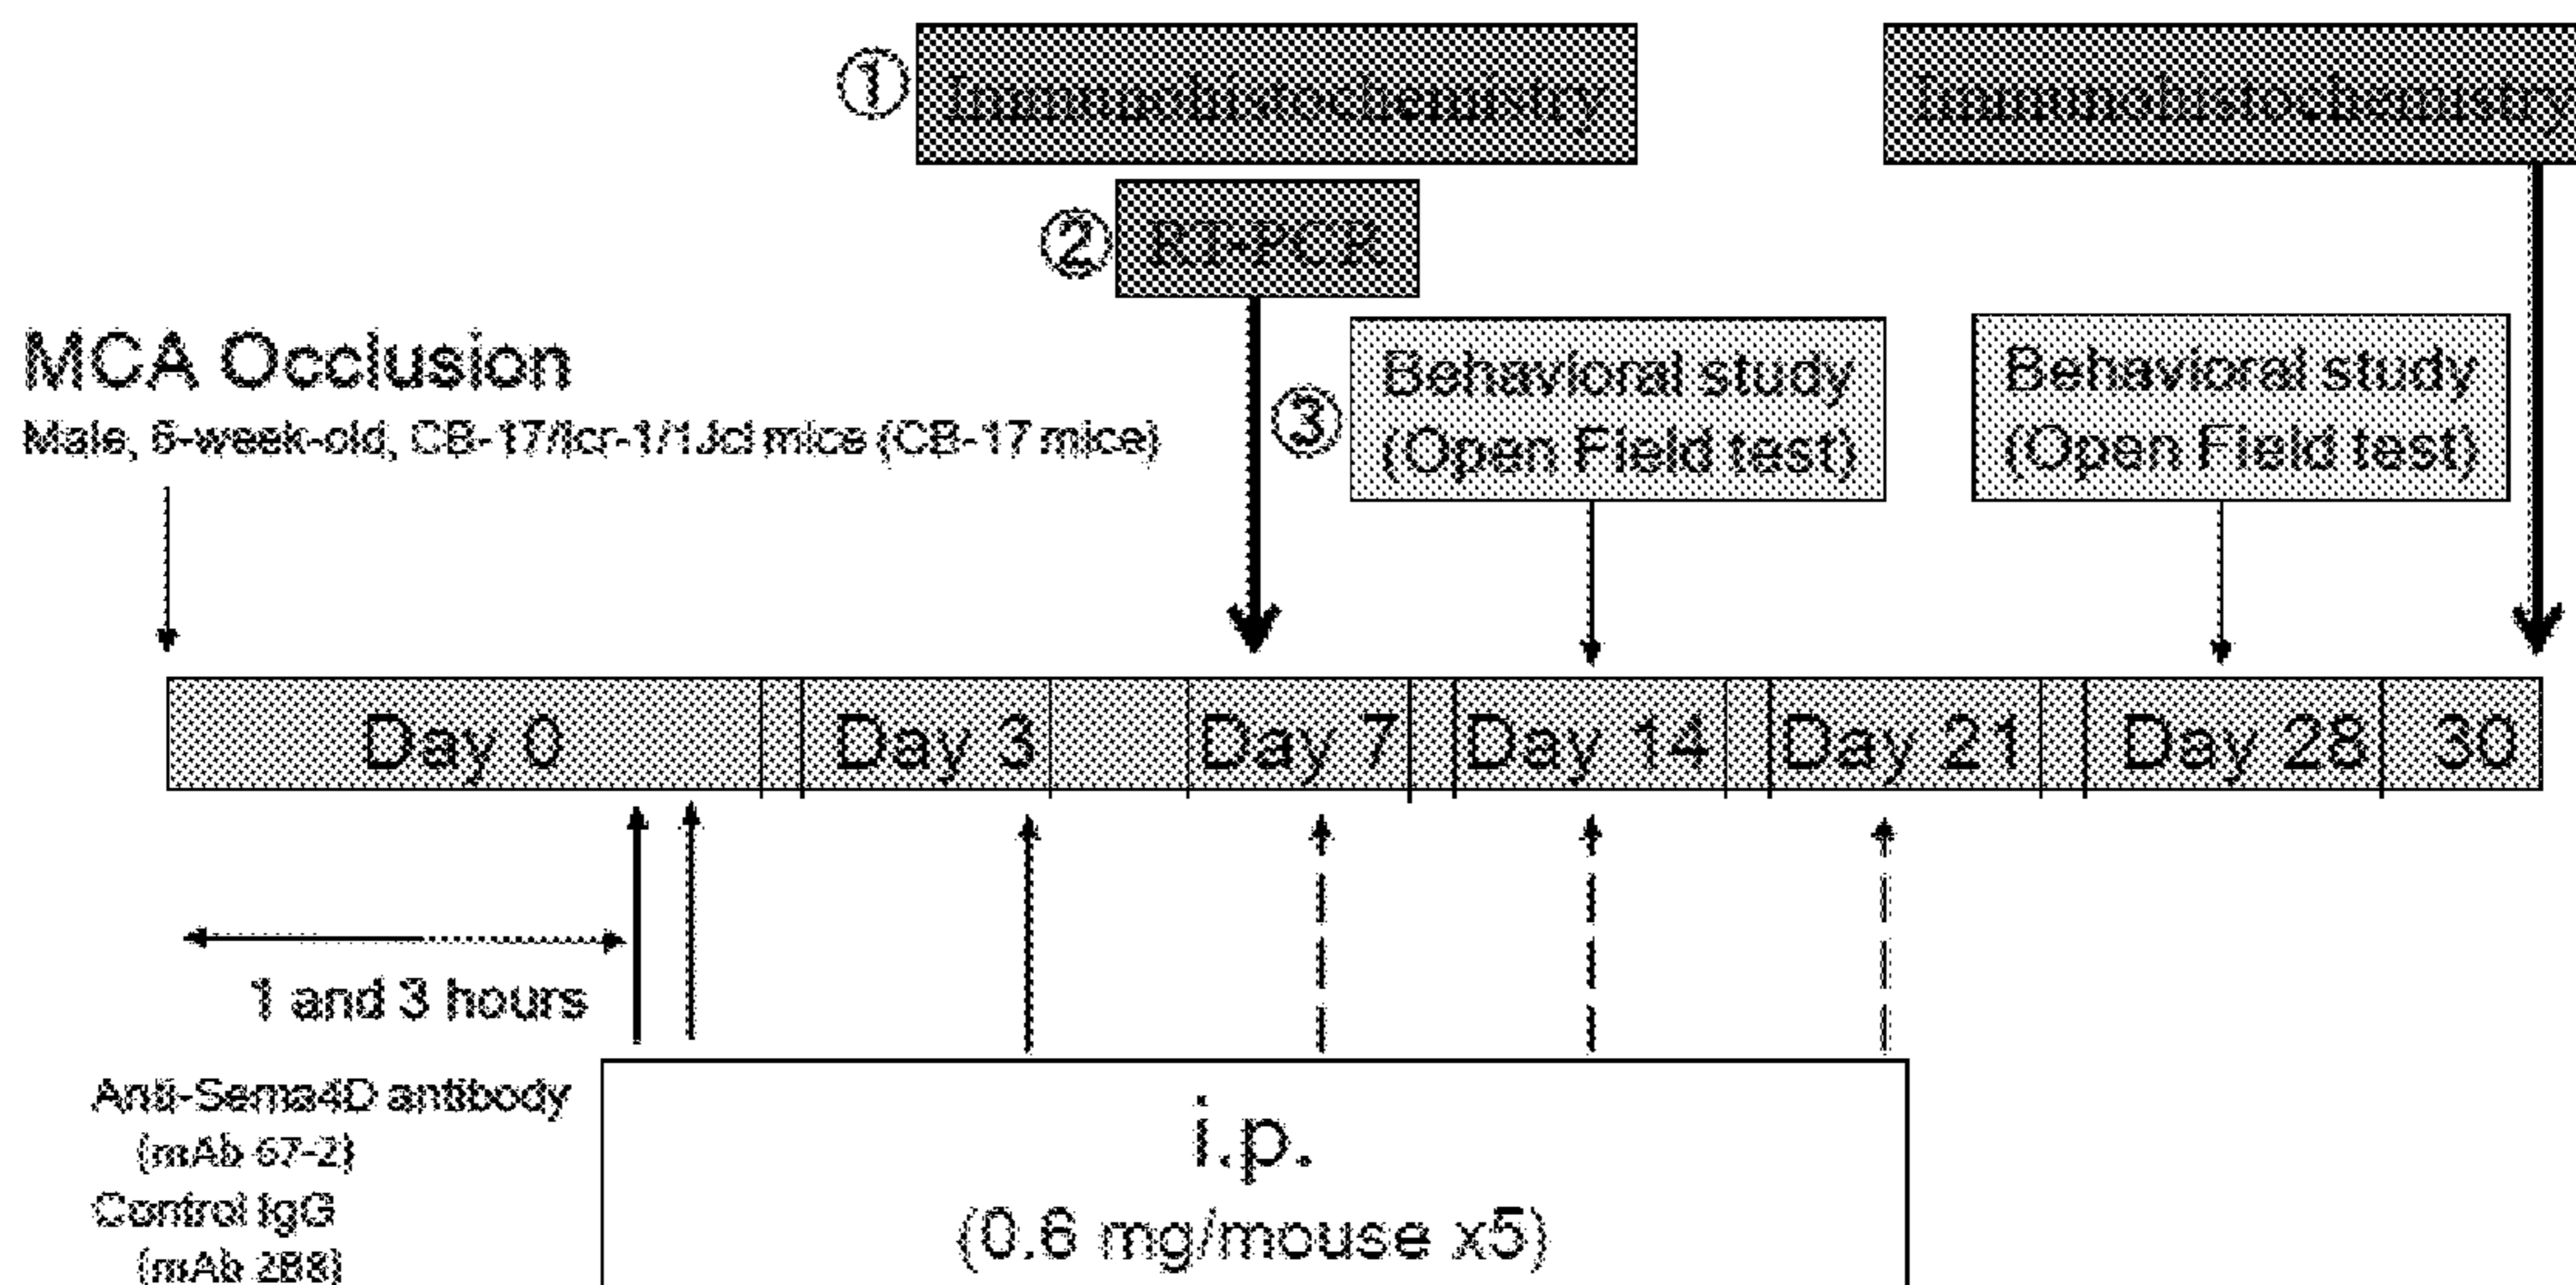 ① Immunohistochemistry
Immunohistochemistry
② RT-PCR
MCA Occlusion
Male, 6-week-old, CB-17/Icr-1/1Jcl mice (CB-17 mice)
③ Behavioral study
(Open Field test)
Behavioral study
(Open Field test)
Day 0 Day 3 Day 7 Day 14 Day 21 Day 28 30
1 and 3 hours
Anti-Sema4D antibody
(mAb 67-2)
Control IgG
(mAb 2B8)
i.p.
(0.6 mg/mouse x5)